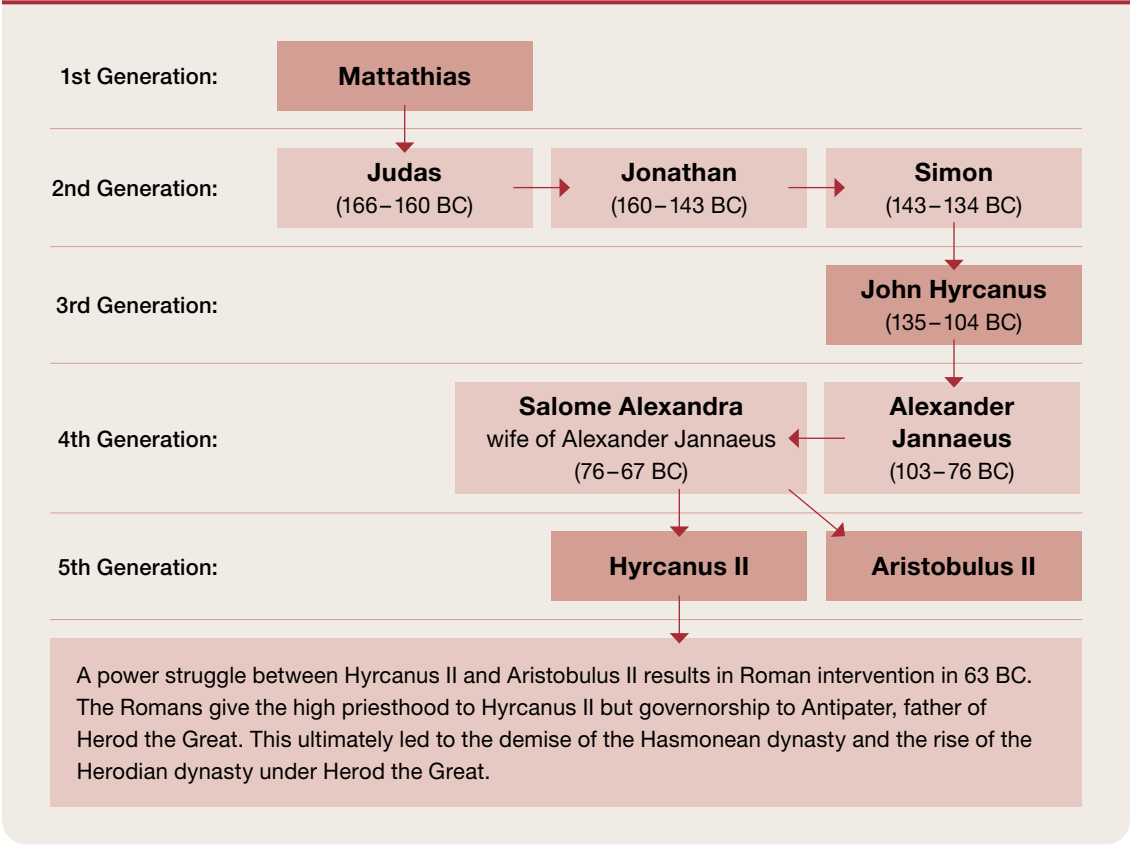 1st Generation:
Mattathias
2nd Generation:
Judas
(166–160 BC)
Jonathan
(160–143 BC)
Simon
(143–134 BC)
3rd Generation:
John Hyrcanus
(135–104 BC)
4th Generation:
Salome Alexandra
wife of Alexander Jannaeus
(76–67 BC)
Alexander
Jannaeus
(103–76 BC)
5th Generation:
Hyrcanus II
Aristobulus II
A power struggle between Hyrcanus II and Aristobulus II results in Roman intervention in 63 BC.
The Romans give the high priesthood to Hyrcanus II but governorship to Antipater, father of
Herod the Great. This ultimately led to the demise of the Hasmonean dynasty and the rise of the
Herodian dynasty under Herod the Great.